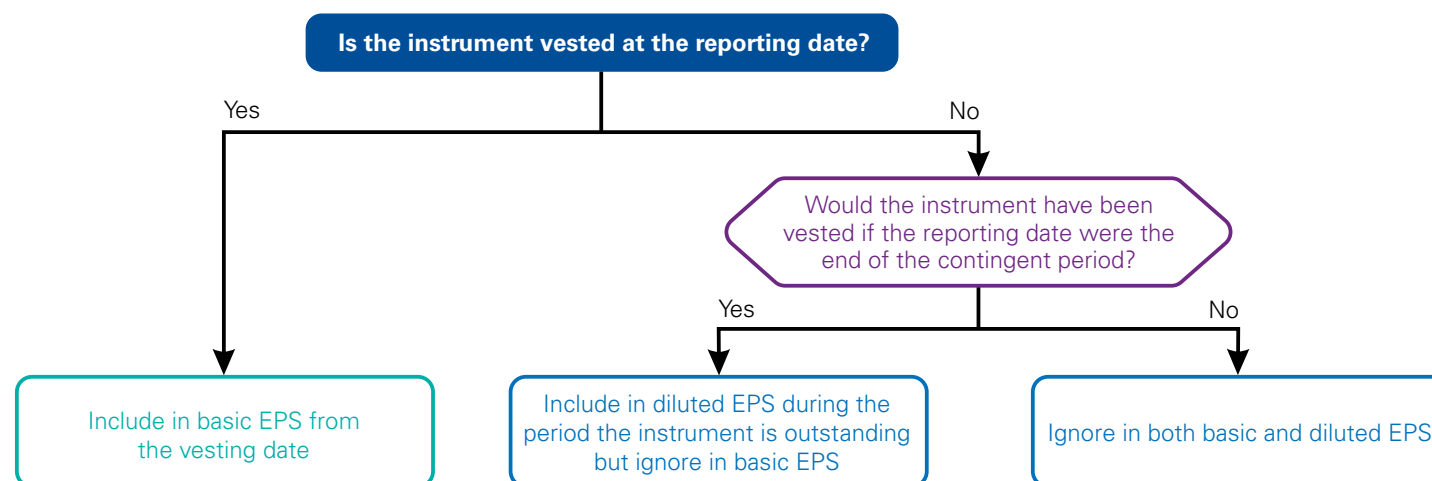 Is the instrument vested at the reporting date?
Yes
No
Would the instrument have been
vested if the reporting date were the
end of the contingent period?
Yes
No
Include in basic EPS from
the vesting date
Include in diluted EPS during the
period the instrument is outstanding
but ignore in basic EPS
Ignore in both basic and diluted EPS